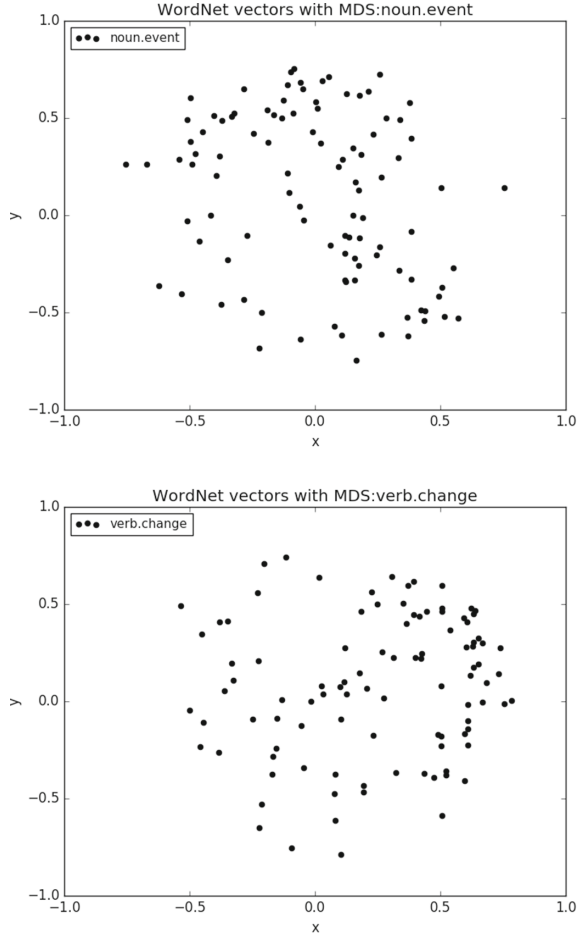 WordNet vectors with MDS:noun.event
1.0
noun.event
0.5
0.0
y
−0.5
−1.0
−1.0 −0.5 0.0 0.5 1.0
x
WordNet vectors with MDS:verb.change
1.0
verb.change
0.5
0.0
y
−0.5
−1.0
−1.0 −0.5 0.0 0.5 1.0
x